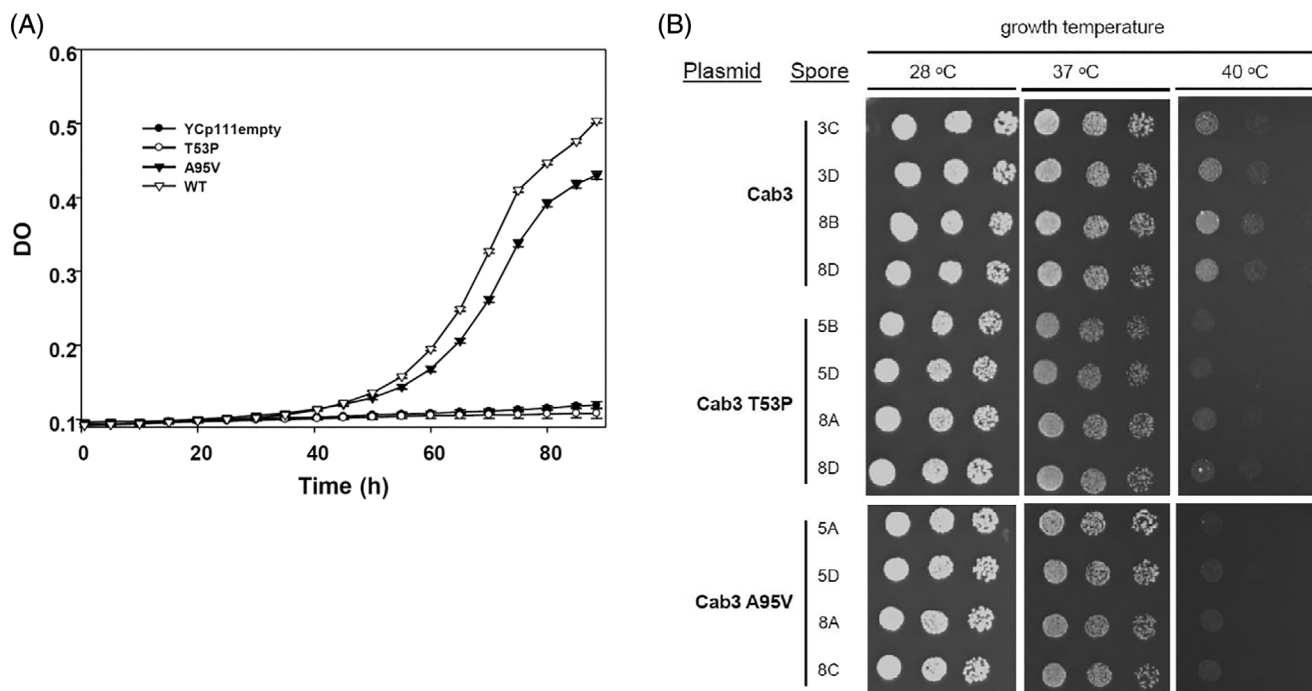 (A)
0.6
0.5
0.4
0.3
0.2
0.1
DO
YCp111empty
T53P
A95V
WT
0 20 40 60 80
Time (h)
(B)
growth temperature
Plasmid Spore 28 °C 37 °C 40 °C
3C
3D
Cab3
8B
8D
5B
5D
Cab3 T53P
8A
8D
5A
5D
Cab3 A95V
8A
8C